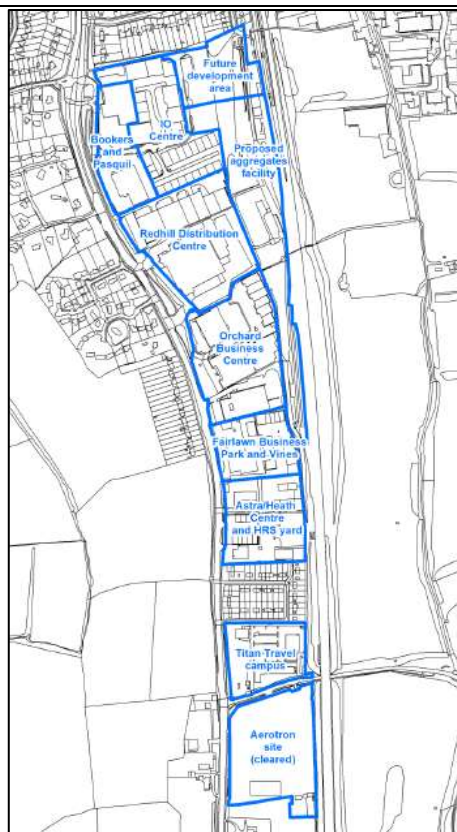 Future
development
area
IO
Centre
Bookers
and
Pasquil
Proposed
aggregates
facility
Redhill Distribution
Centre
Orchard
Business
Centre
Fairlawn Business
Park and Vines
Astra/Heath
Centre
and HRS yard
Titan Travel
campus
Aerotron
site
(cleared)